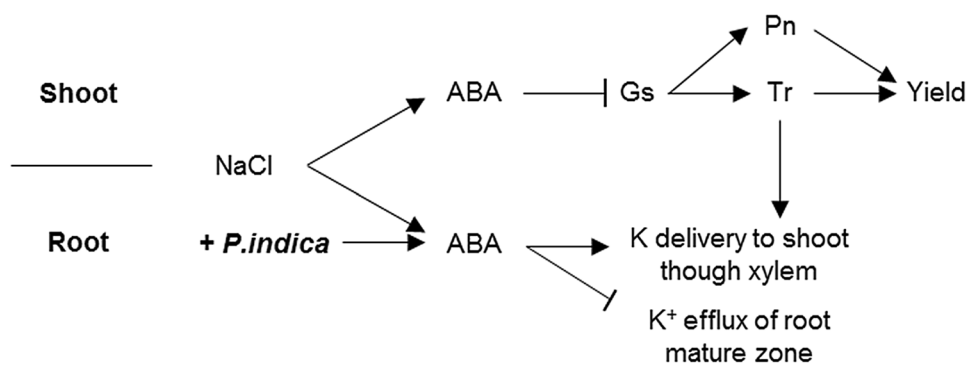 Pn
Shoot
ABA
Gs
Tr
Yield
NaCl
Root
+ P.indica
ABA
K delivery to shoot
though xylem
K⁺ efflux of root
mature zone